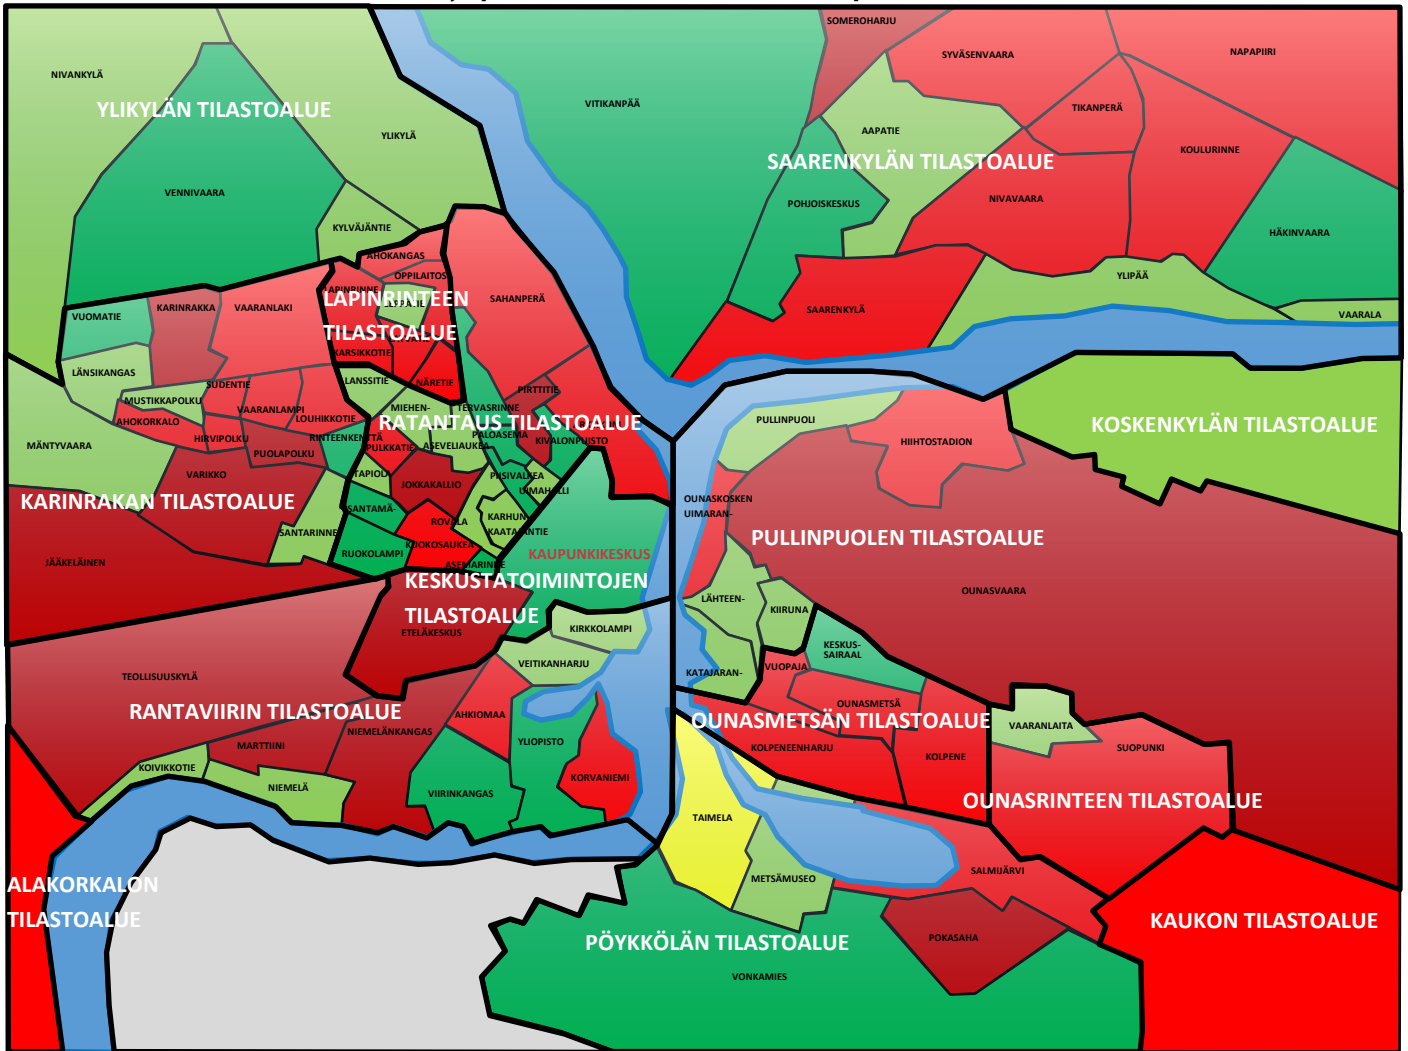 SOMEROHARJU
SYVÄSENVAARA
NAPAPIIRI
NIVANKYLÄ
VITIKANPÄÄ
YLIKYLÄN TILASTOALUE
TIKANPERÄ
AAPATIE
YLIKYLÄ
KOULURINNE
SAARENKYLÄN TILASTOALUE
VENNIVAARA
NIVAVAARA
POHJOISKESKUS
KYLVÄJÄNTIE
HÄKINVAARA
AHOKANGAS
OPPILAITOS
YLIPÄÄ
LAPINRINNE
LAPINRINTEEN
TILASTOALUE
SAHANPERÄ
KARINRAKKA
VAARANLAKI
SAARENKYLÄ
VUOMATIE
VAARALA
KARSIKKOTIE
LÄNSIKANGAS
LANSSITIE
NÄRETIE
SUDENTIE
PIRTTITIE
MUSTIKKAPOLKU
MIEHEN-
TERVASRINNE
VAARANLAMPI
AHOKORKALO
LOUHIKKOTIE
RATANTAUS TILASTOALUE
PULLINPUOLI
KOSKENKYLÄN TILASTOALUE
HIRVIPOLKU
RINTEENKENTTÄ
PALOASEMA
KIVALONPUISTO
HIIHTOSTADION
MÄNTYVAARA
PUOLAPOLKU
PULKKATIE
ASEVELIAUKEA
VARIKKO
TAPIOLA
JOKKAKALLIO
PIISIVALKEA
UIMAHALLI
KARINRAKAN TILASTOALUE
OUNASKOSKEN
UIMARAN-
SANTAMÄ-
KARHUN-
SANTARINNE
ROVALA
KAATAJANTIE
PULLINPUOLEN TILASTOALUE
KUOKOSAUKEA
RUOKOLAMPI
KAUPUNKIKESKUS
JÄÄKELÄINEN
ASEMARINNE
KESKUSTATOIMINTOJEN
TILASTOALUE
OUNASVAARA
LÄHTEEN-
KIIRUNA
KIRKKOLAMPI
ETELÄKESKUS
KESKUS-
SAIRAAL
VEITIKANHARJU
VUOPAJA
KATAJARAN-
TEOLLISUUSKYLÄ
OUNASMETSÄ
RANTAVIIRIN TILASTOALUE
AHKIOMAA
OUNASMETSÄN TILASTOALUE
VAARANLAITA
NIEMELÄNKANGAS
YLIOPISTO
KOLPENEENHARJU
SUOPUNKI
MARTTIINI
KOLPENE
KOIVIKKOTIE
KORVANIEMI
NIEMELÄ
VIIRINKANGAS
OUNASRINTEEN TILASTOALUE
TAIMELA
SALMIJÄRVI
METSÄMUSEO
ALAKORKALON
TILASTOALUE
KAUKON TILASTOALUE
POKASAHA
PÖYKKÖLÄN TILASTOALUE
VONKAMIES